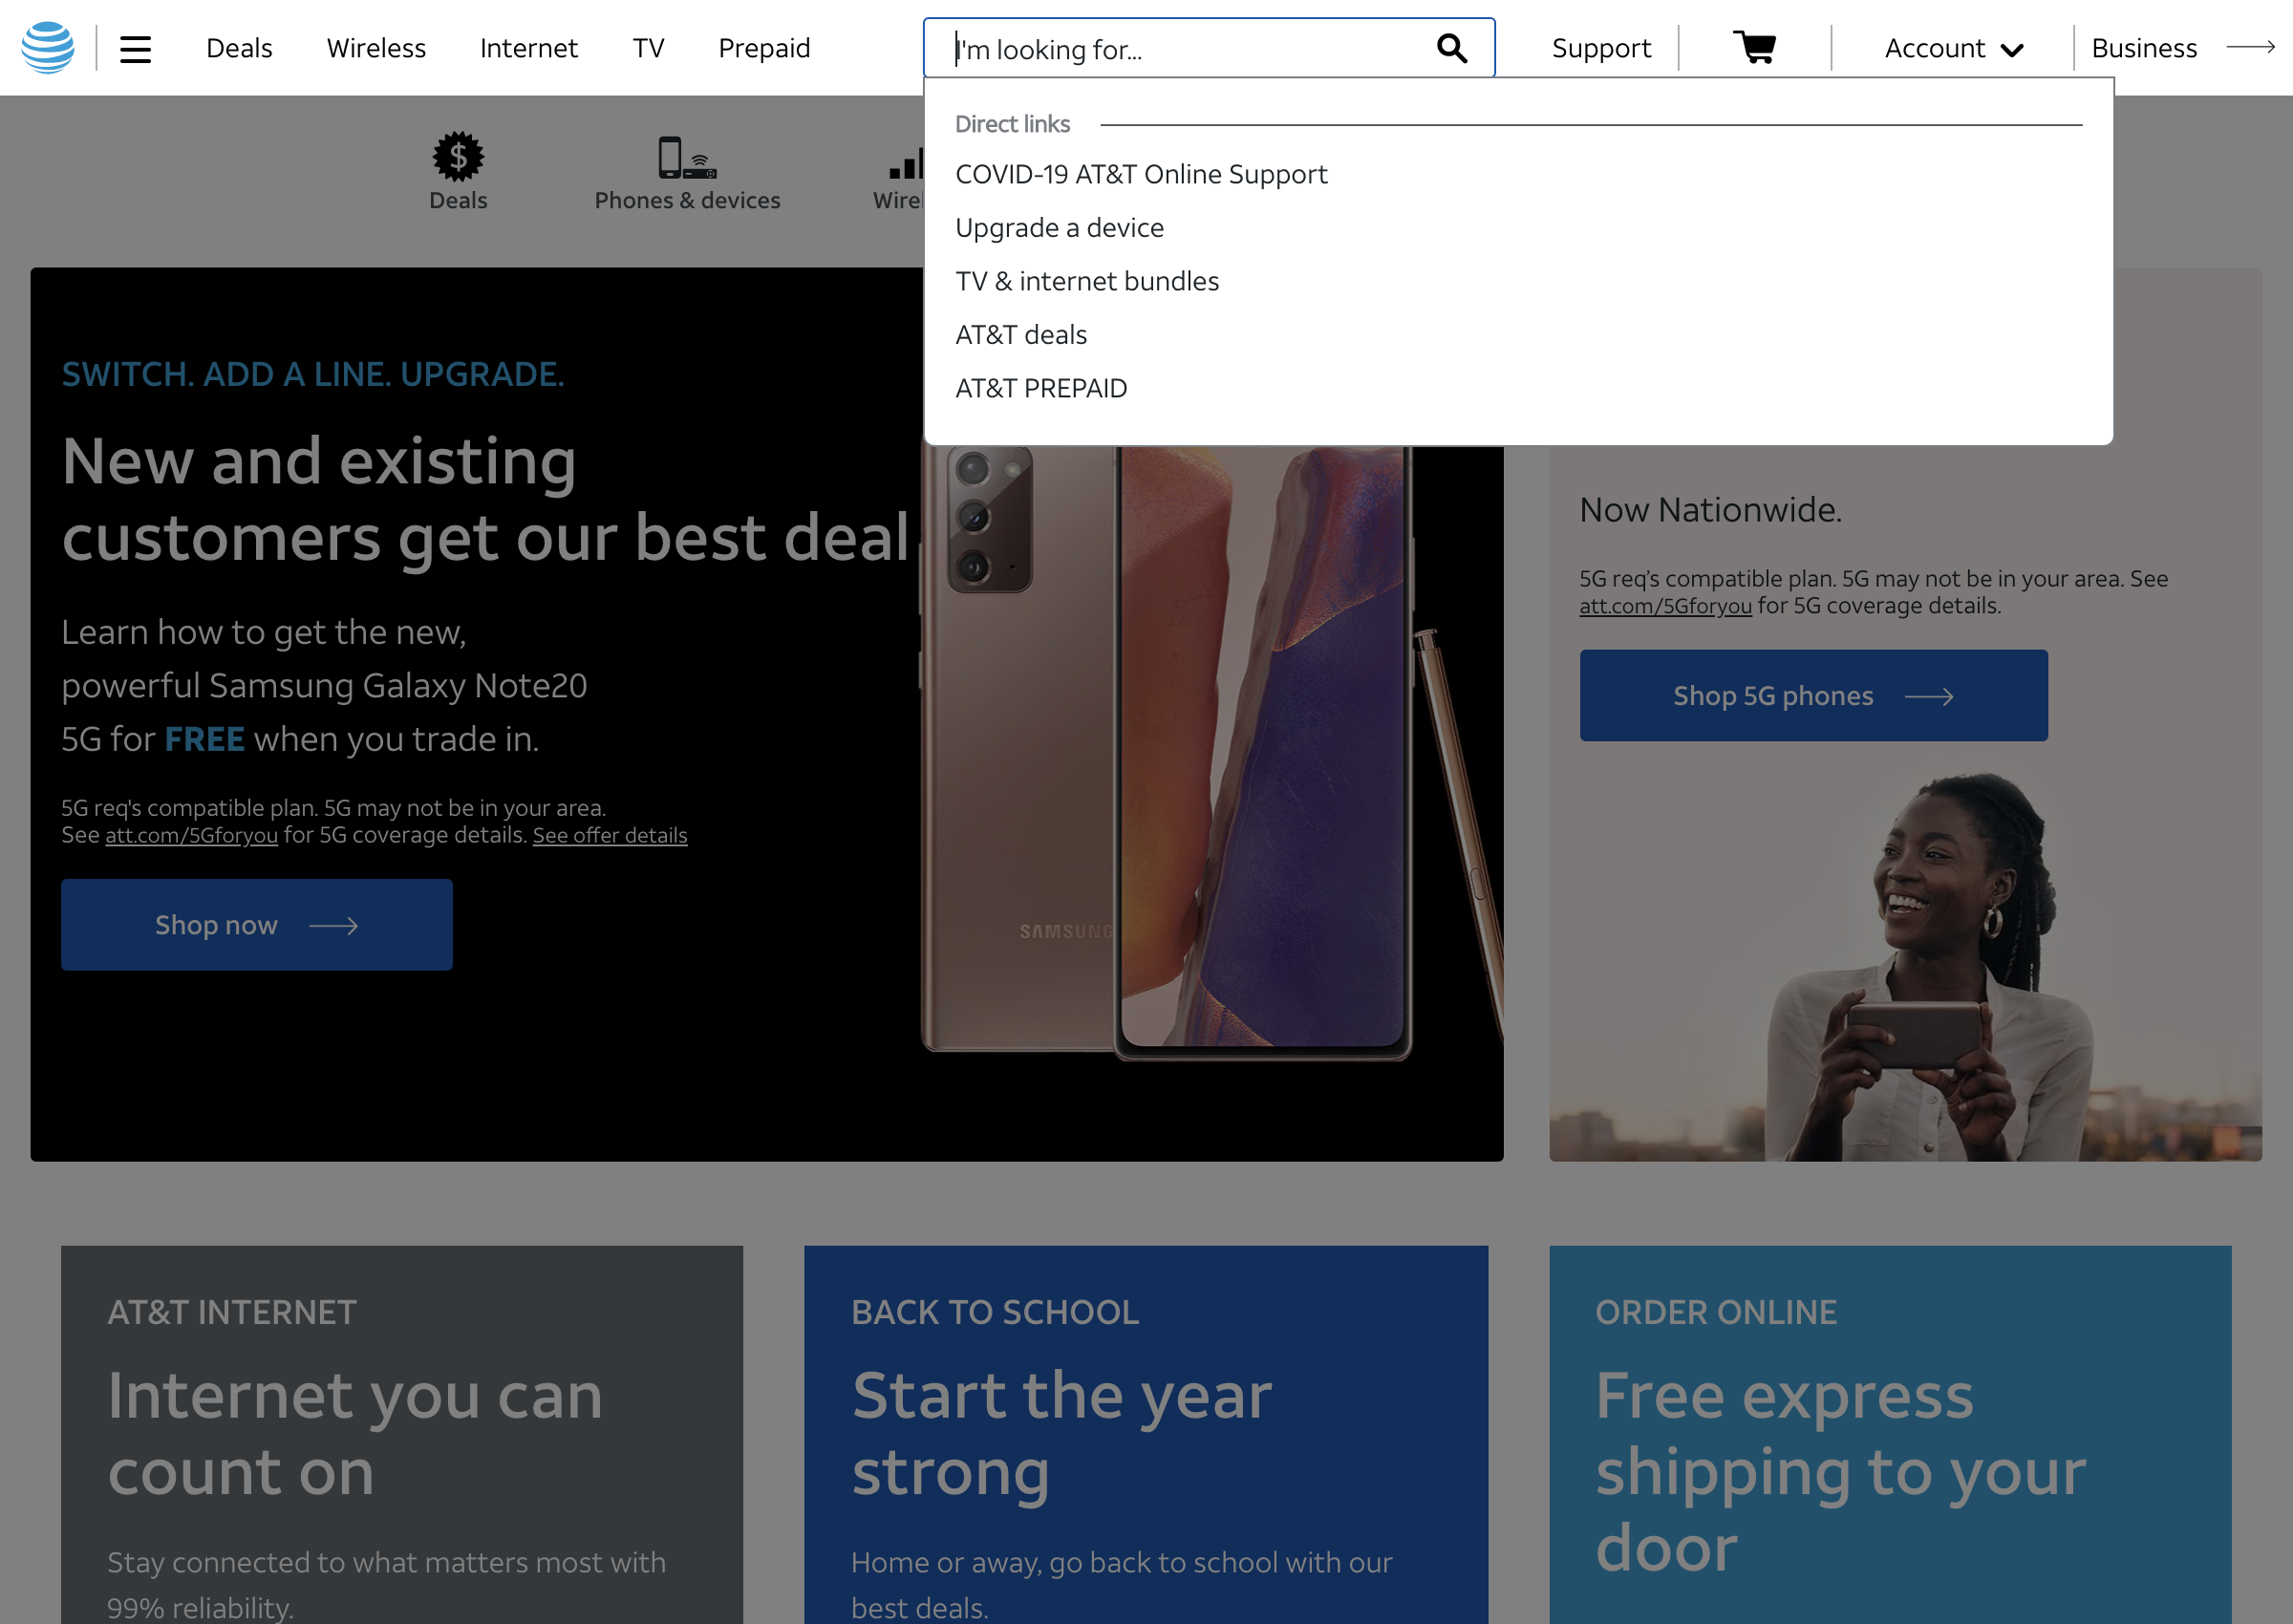 Deals
Wireless
Internet
TV
Prepaid
I'm looking for...
Support
Account
Business
Direct links
COVID-19 AT&T Online Support
Upgrade a device
TV & internet bundles
AT&T deals
AT&T PREPAID
Deals
Phones & devices
SWITCH. ADD A LINE. UPGRADE.
New and existing
customers get our best deal
Learn how to get the new,
powerful Samsung Galaxy Note20
5G for FREE when you trade in.
5G req's compatible plan. 5G may not be in your area.
See att.com/5Gforyou for 5G coverage details. See offer details
Shop now
SAMSUNG
Now Nationwide.
5G req's compatible plan. 5G may not be in your area. See
att.com/5Gforyou for 5G coverage details.
Shop 5G phones
AT&T INTERNET
Internet you can
count on
Stay connected to what matters most with
99% reliability.
BACK TO SCHOOL
Start the year
strong
Home or away, go back to school with our
best deals.
ORDER ONLINE
Free express
shipping to your
door